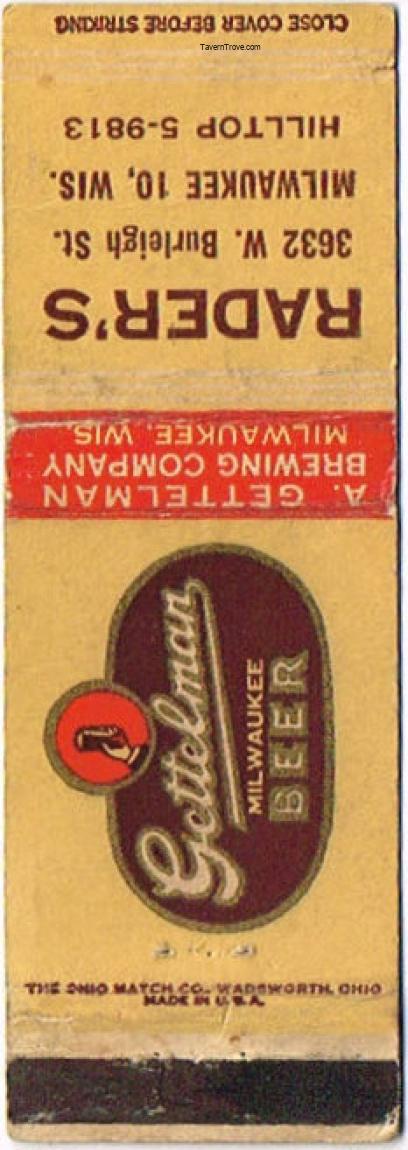 CLOSE COVER BEFORE STRIKING
TavernTrove.com
HILLTOP 5-9813
MILWAUKEE 10, WIS.
3632 W. Burleigh St.
RADER'S
A. GETTELMAN
BREWING COMPANY
MILWAUKEE, WIS.
Gettelman
MILWAUKEE
BEER
THE OHIO MATCH CO., WADSWORTH, OHIO
MADE IN U.S.A.